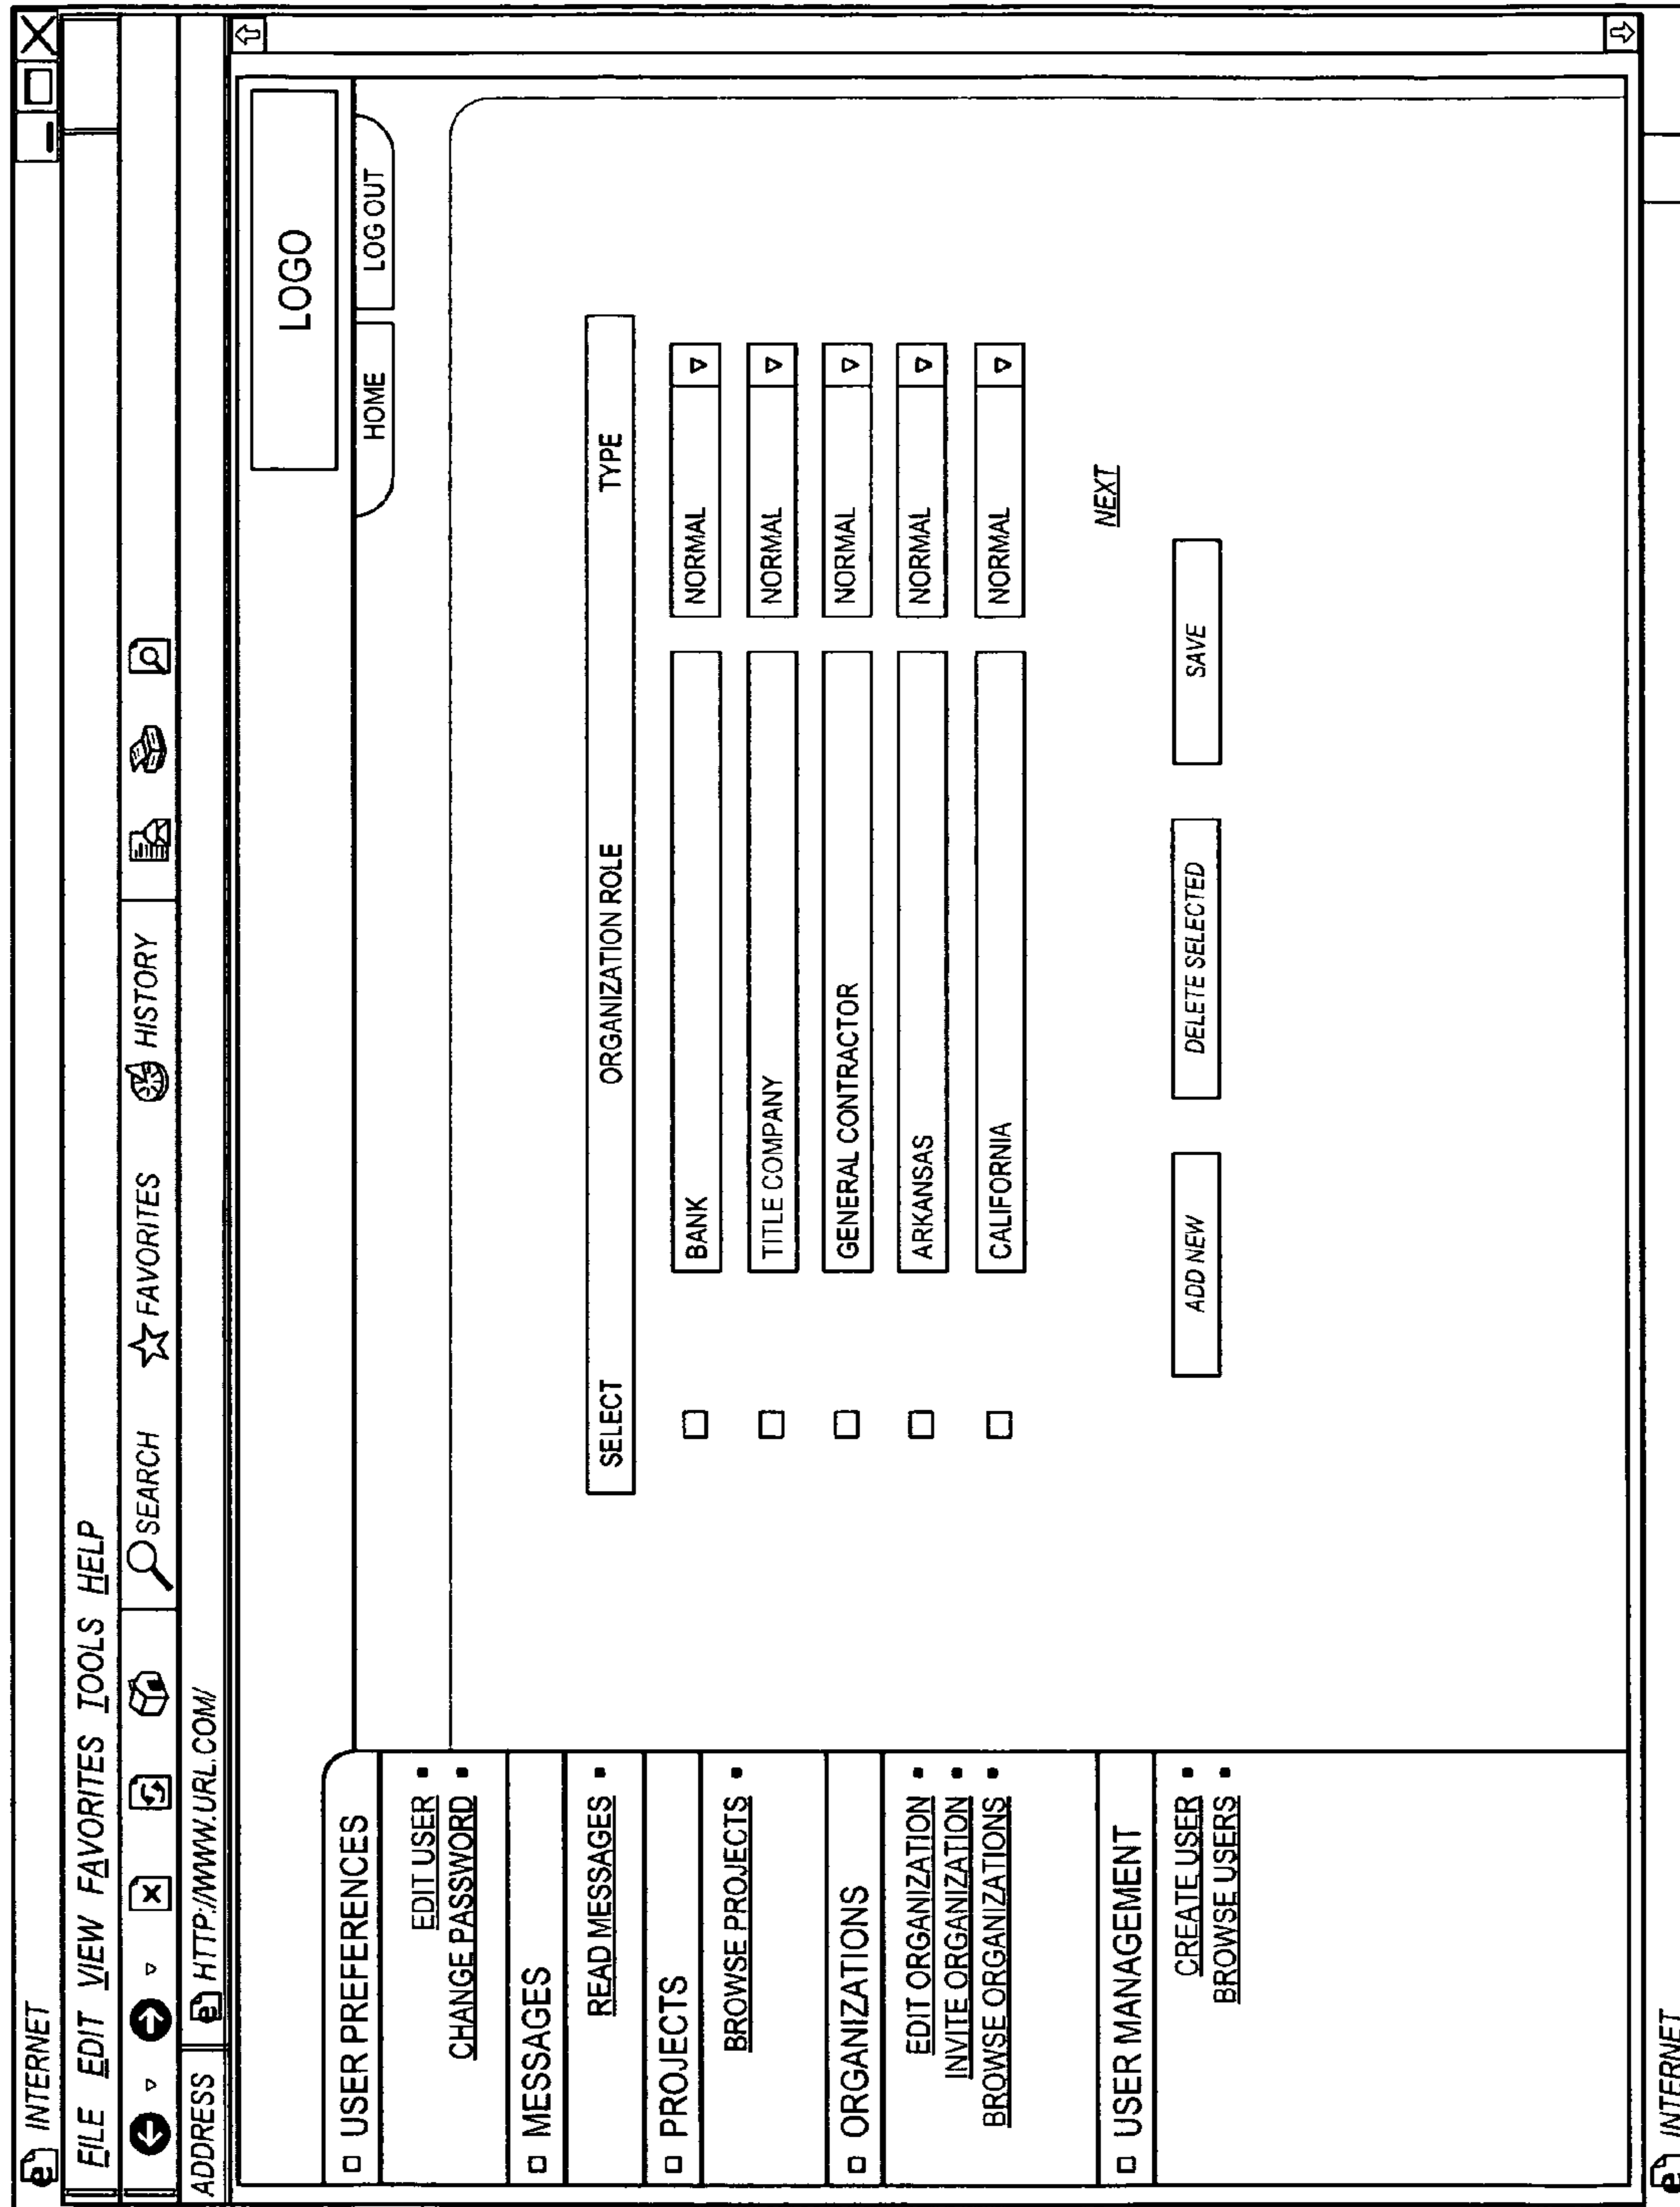 INTERNET
FILE EDIT VIEW FAVORITES TOOLS HELP
SEARCH FAVORITES HISTORY
ADDRESS HTTP://WWW.URL.COM/
LOGO
HOME LOG OUT
USER PREFERENCES
EDIT USER
CHANGE PASSWORD
MESSAGES
READ MESSAGES
PROJECTS
BROWSE PROJECTS
ORGANIZATIONS
EDIT ORGANIZATION
INVITE ORGANIZATION
BROWSE ORGANIZATIONS
USER MANAGEMENT
CREATE USER
BROWSE USERS
SELECT ORGANIZATION ROLE TYPE
BANK NORMAL
TITLE COMPANY NORMAL
GENERAL CONTRACTOR NORMAL
ARKANSAS NORMAL
CALIFORNIA NORMAL
NEXT
ADD NEW DELETE SELECTED SAVE
INTERNET